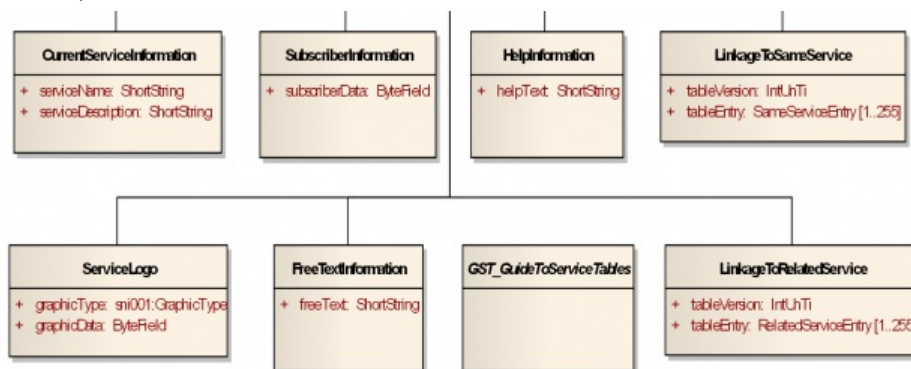 CurrentServiceInformation
+ serviceName: ShortString
+ serviceDescription: ShortString
SubscriberInformation
+ subscriberData: ByteField
HelpInformation
+ helpText: ShortString
LinkageToSameService
+ tableVersion: IntUnTi
+ tableEntry: SameServiceEntry [1..255]
ServiceLogo
+ graphicType: sni001:GraphicType
+ graphicData: ByteField
FreeTextInformation
+ freeText: ShortString
GST_GuideToServiceTables
LinkageToRelatedService
+ tableVersion: IntUnTi
+ tableEntry: RelatedServiceEntry [1..255